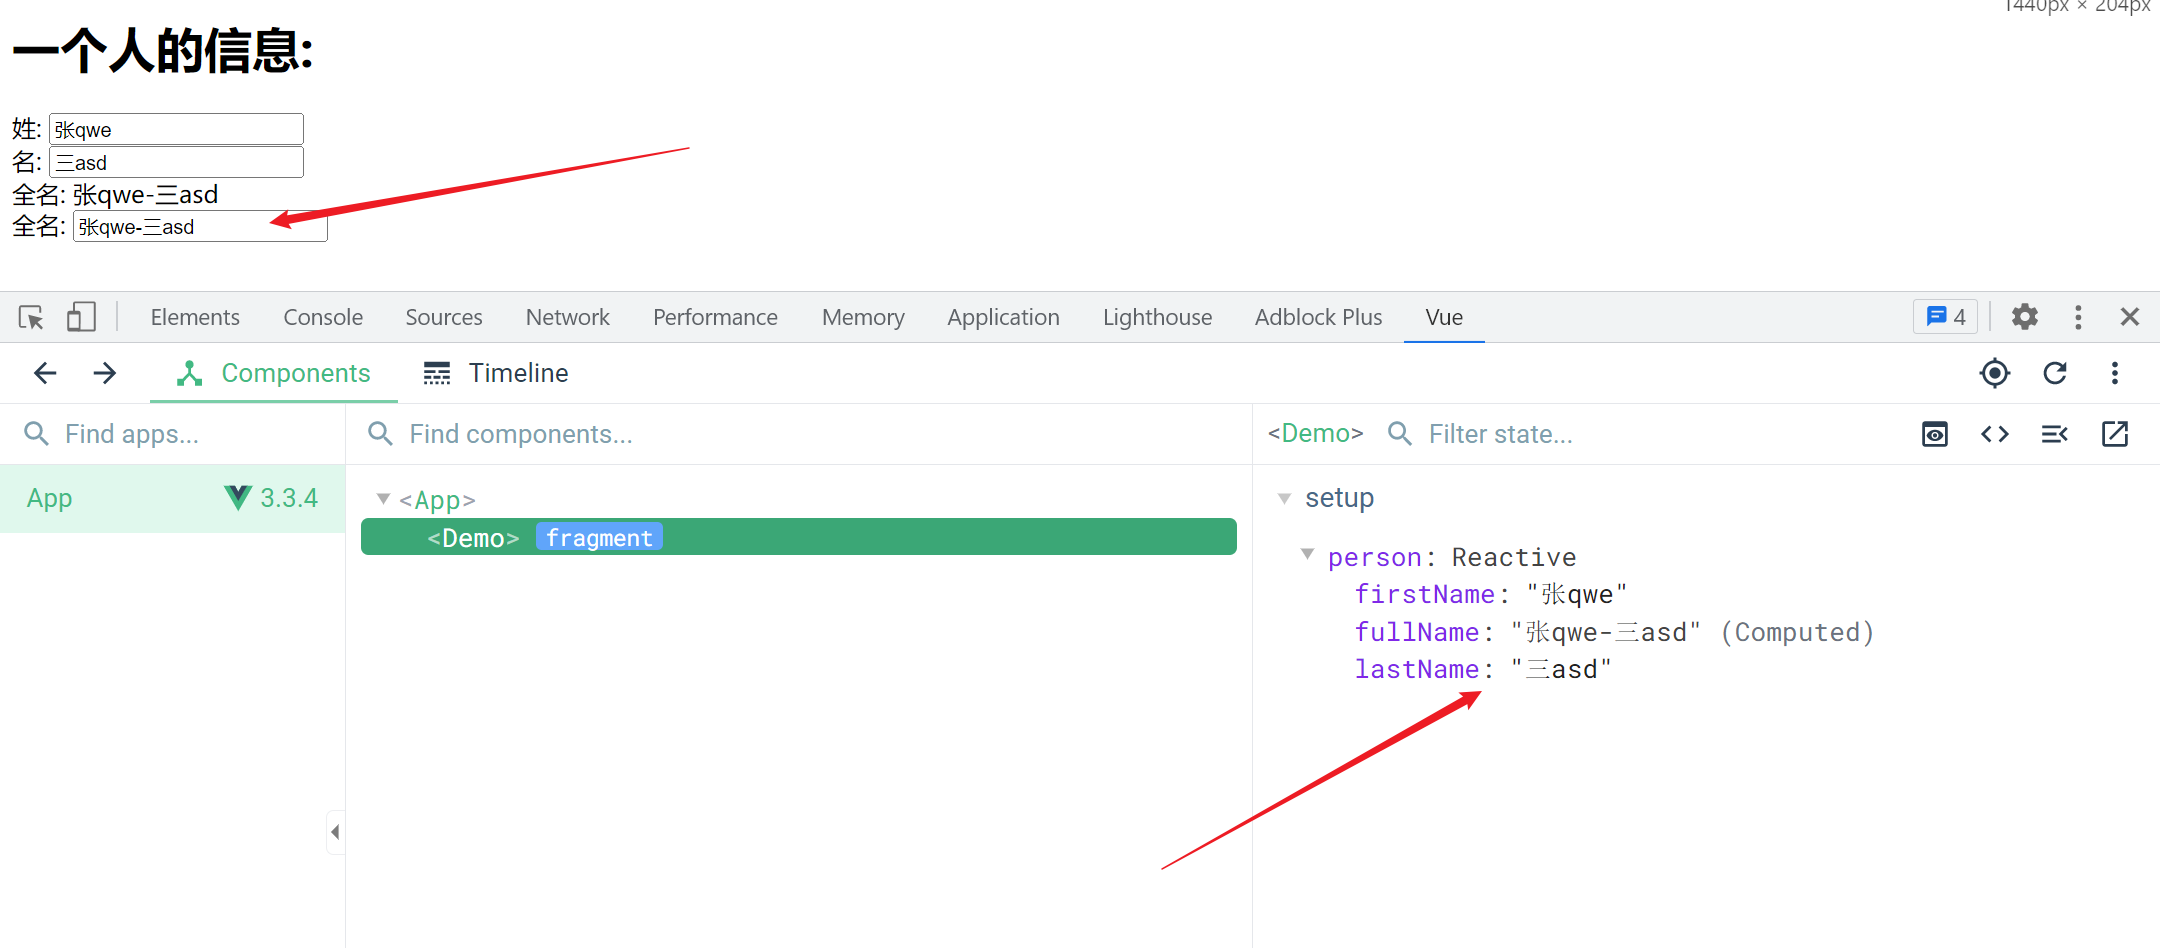 1440px × 204px
一个人的信息:
姓: 张qwe
名: 三asd
全名: 张qwe-三asd
全名: 张qwe-三asd
Elements Console Sources Network Performance Memory Application Lighthouse Adblock Plus Vue 4
Components Timeline
Find apps... Find components... <Demo> Filter state...
App 3.3.4
<App>
<Demo> fragment
setup
person: Reactive
firstName: "张qwe"
fullName: "张qwe-三asd" (Computed)
lastName: "三asd"